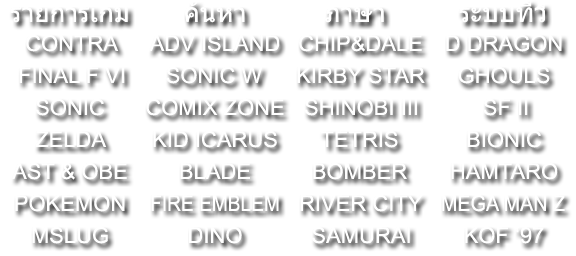 รายการเกม ค้นหา ภาษา ระบบทีวี
CONTRA ADV ISLAND CHIP&DALE D DRAGON
FINAL F VI SONIC W KIRBY STAR GHOULS
SONIC COMIX ZONE SHINOBI III SF II
ZELDA KID ICARUS TETRIS BIONIC
AST & OBE BLADE BOMBER HAMTARO
POKEMON FIRE EMBLEM RIVER CITY MEGA MAN Z
MSLUG DINO SAMURAI KOF '97